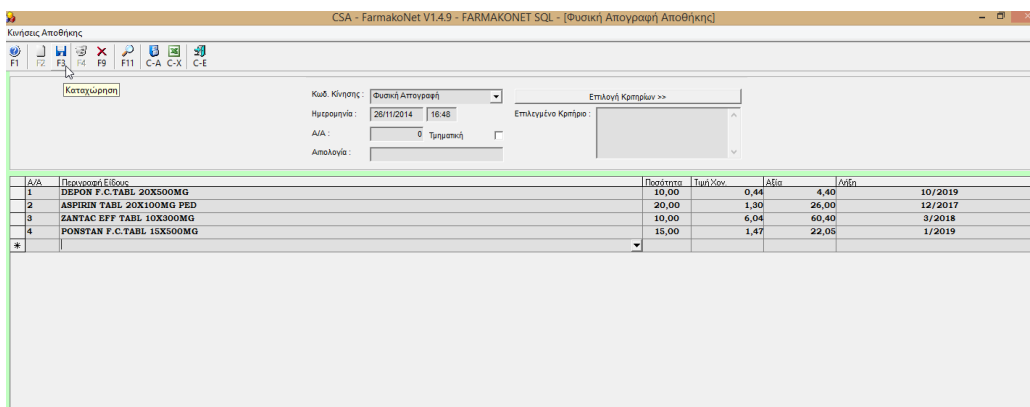 CSA - FarmakoNet V1.4.9 - FARMAKONET SQL - [Φυσική Απογραφή Αποθήκης]
Κινήσεις Αποθήκης
F1 F2 F3 F4 F9 F11 C-A C-X C-E
Καταχώρηση
Κωδ. Κίνησης : Φυσική Απογραφή Επιλογή Κριτηρίων >>
Ημερομηνία : 26/11/2014 16:48 Επιλεγμένο Κριτήριο :
Α/Α : 0 Τμηματική
Αιτιολογία :
Α/Α Περιγραφή Είδους Ποσότητα Τιμή Χον. Αξία Λήξη
1 DEPON F.C.TABL 20X500MG 10,00 0,44 4,40 10/2019
2 ASPIRIN TABL 20X100MG PED 20,00 1,30 26,00 12/2017
3 ZANTAC EFF TABL 10X300MG 10,00 6,04 60,40 3/2018
4 PONSTAN F.C.TABL 15X500MG 15,00 1,47 22,05 1/2019